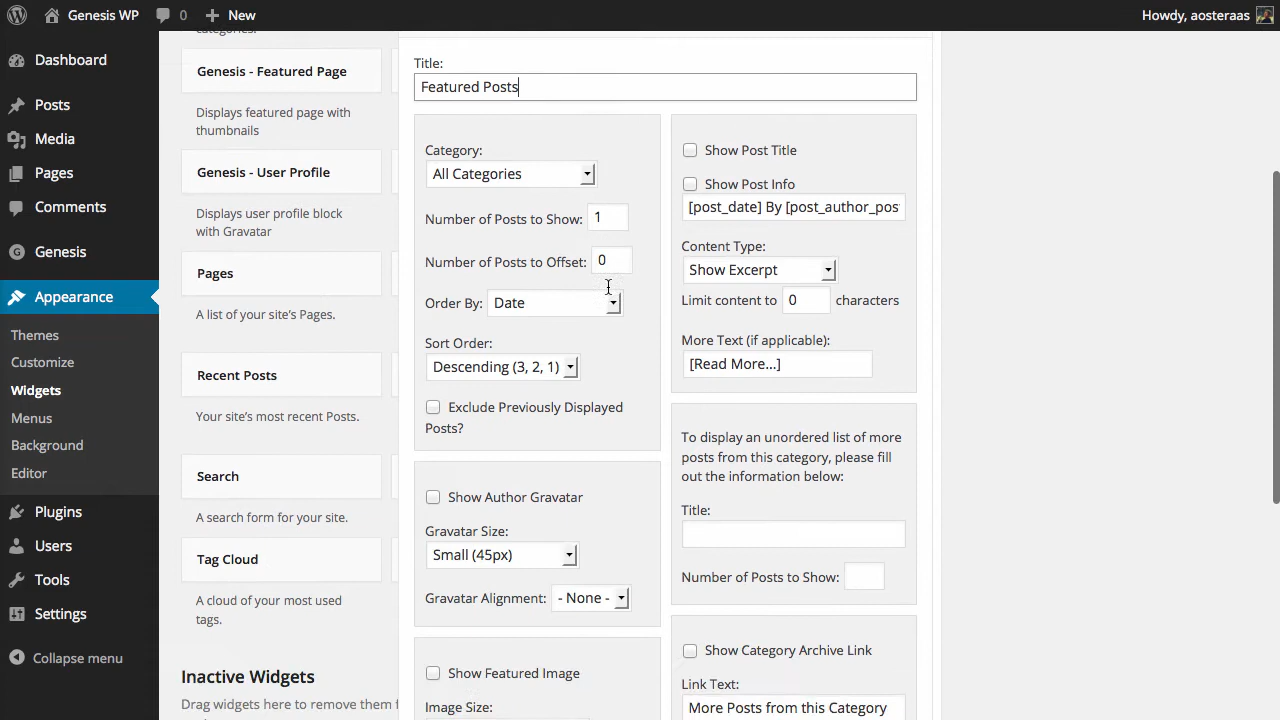 Genesis WP
0
New
Howdy, aosteraas
Dashboard
Posts
Media
Pages
Comments
Genesis
Appearance
Themes
Customize
Widgets
Menus
Background
Editor
Plugins
Users
Tools
Settings
Collapse menu
categories.
Genesis - Featured Page
Displays featured page with
thumbnails
Genesis - User Profile
Displays user profile block
with Gravatar
Pages
A list of your site's Pages.
Recent Posts
Your site's most recent Posts.
Search
A search form for your site.
Tag Cloud
A cloud of your most used
tags.
Inactive Widgets
Drag widgets here to remove them f
Title:
Featured Posts
Category:
All Categories
Number of Posts to Show: 1
Number of Posts to Offset: 0
Order By: Date
Sort Order:
Descending (3, 2, 1)
Exclude Previously Displayed
Posts?
Show Author Gravatar
Gravatar Size:
Small (45px)
Gravatar Alignment: - None -
Show Featured Image
Image Size:
Show Post Title
Show Post Info
[post_date] By [post_author_pos
Content Type:
Show Excerpt
Limit content to 0 characters
More Text (if applicable):
[Read More...]
To display an unordered list of more
posts from this category, please fill
out the information below:
Title:
Number of Posts to Show:
Show Category Archive Link
Link Text:
More Posts from this Category